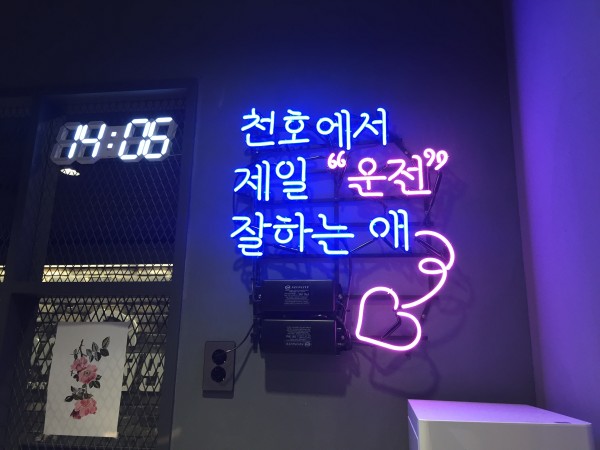 14:06
천호에서
제일 “운전”
잘하는 애